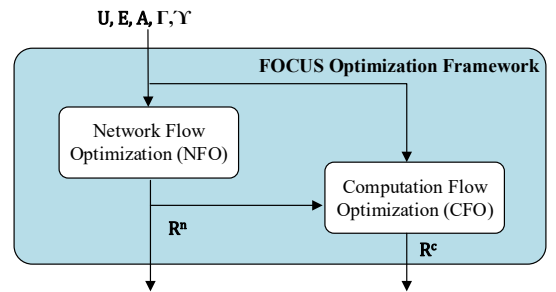 U, E, A, Γ, ϒ
FOCUS Optimization Framework
Network Flow
Optimization (NFO)
Computation Flow
Optimization (CFO)
Rⁿ
Rᶜ